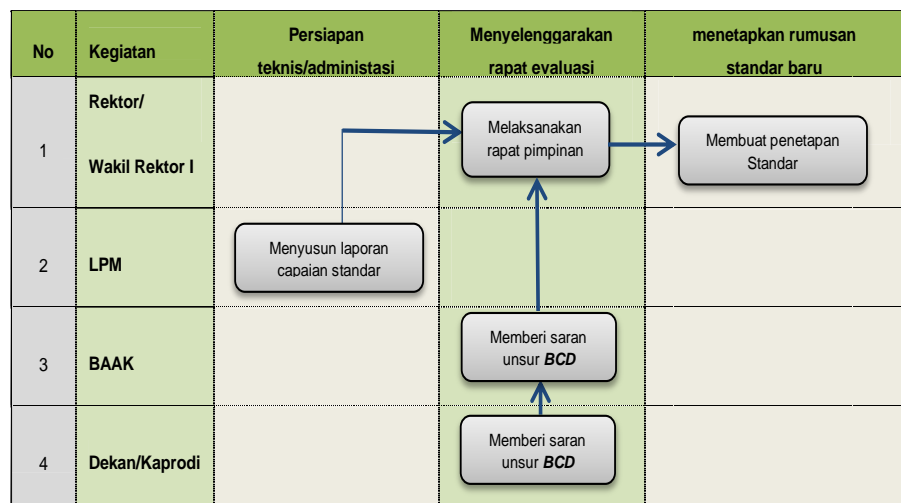 No
Kegiatan
Persiapan
teknis/administasi
Menyelenggarakan
rapat evaluasi
menetapkan rumusan
standar baru
1
Rektor/
Wakil Rektor I
Melaksanakan
rapat pimpinan
Membuat penetapan
Standar
2
LPM
Menyusun laporan
capaian standar
3
BAAK
Memberi saran
unsur BCD
4
Dekan/Kaprodi
Memberi saran
unsur BCD